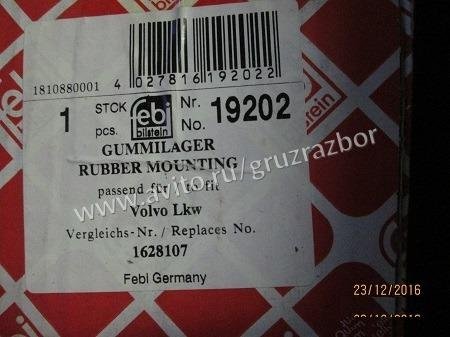 1810880001
4 027816 192022
1 STCK pcs. febi bilstein Nr. No. 19202
GUMMILAGER
RUBBER MOUNTING
passend für / to fit
Volvo Lkw
Vergleichs-Nr./ Replaces No.
1628107
Febi Germany
www.avito.ru/gruzrazbor
23/12/2016